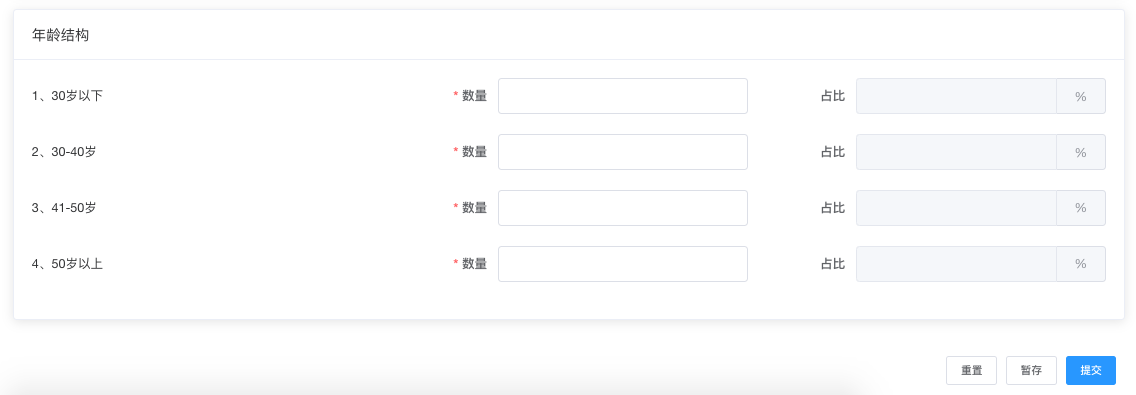 年龄结构
1、30岁以下 * 数量 占比 %
2、30-40岁 * 数量 占比 %
3、41-50岁 * 数量 占比 %
4、50岁以上 * 数量 占比 %
重置 暂存 提交